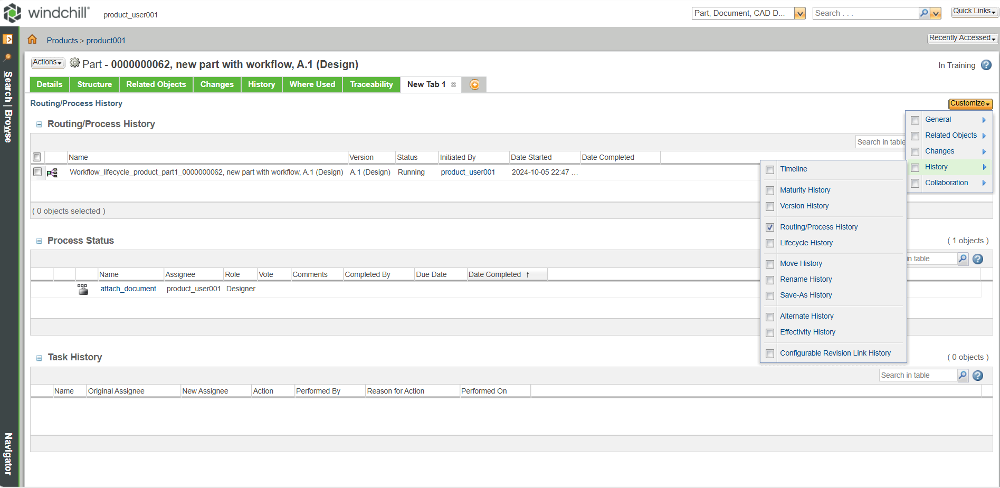 windchill®
product_user001
Part, Document, CAD D...
Search . . .
Quick Links
Products > product001
Recently Accessed
Search | Browse
Navigator
Actions
Part - 0000000062, new part with workflow, A.1 (Design)
In Training
Details
Structure
Related Objects
Changes
History
Where Used
Traceability
New Tab 1
Routing/Process History
Customize
General
Related Objects
Changes
History
Collaboration
Timeline
Maturity History
Version History
Routing/Process History
Lifecycle History
Move History
Rename History
Save-As History
Alternate History
Effectivity History
Configurable Revision Link History
Routing/Process History
Search in table
Name Version Status Initiated By Date Started Date Completed
Workflow_lifecycle_product_part1_0000000062, new part with workflow, A.1 (Design) A.1 (Design) Running product_user001 2024-10-05 22:47 ...
( 0 objects selected )
Process Status
( 1 objects )
in table
Name Assignee Role Vote Comments Completed By Due Date Date Completed ↑
attach_document product_user001 Designer
Task History
( 0 objects )
Search in table
Name Original Assignee New Assignee Action Performed By Reason for Action Performed On